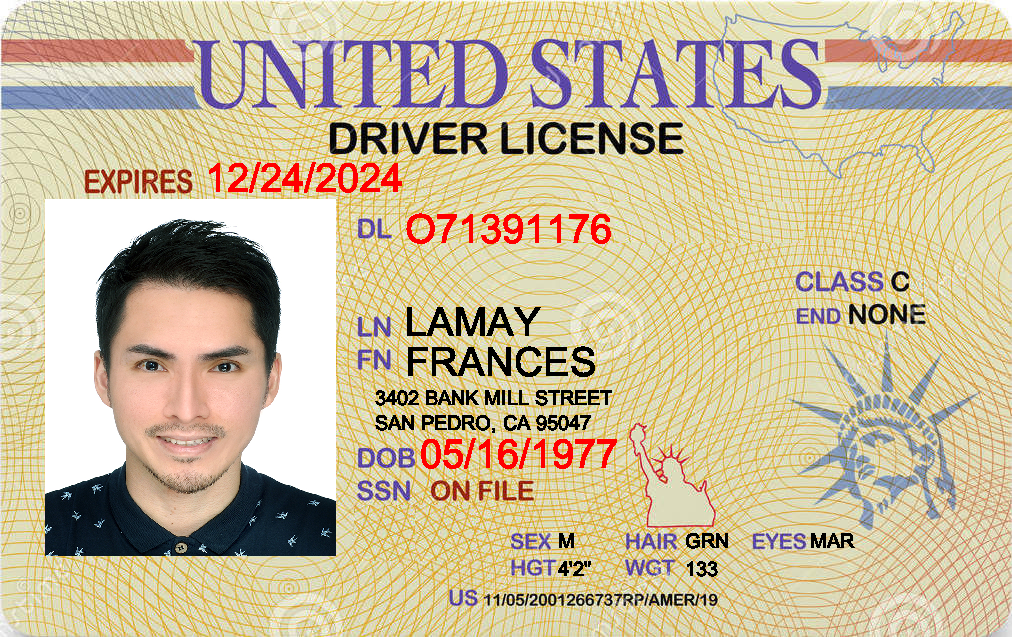 UNITED STATES
DRIVER LICENSE
EXPIRES 12/24/2024
DL O71391176
CLASS C
END NONE
LN LAMAY
FN FRANCES
3402 BANK MILL STREET
SAN PEDRO, CA 95047
DOB 05/16/1977
SSN ON FILE
SEX M HAIR GRN EYES MAR
HGT 4'2" WGT 133
US 11/05/2001266737RP/AMER/19